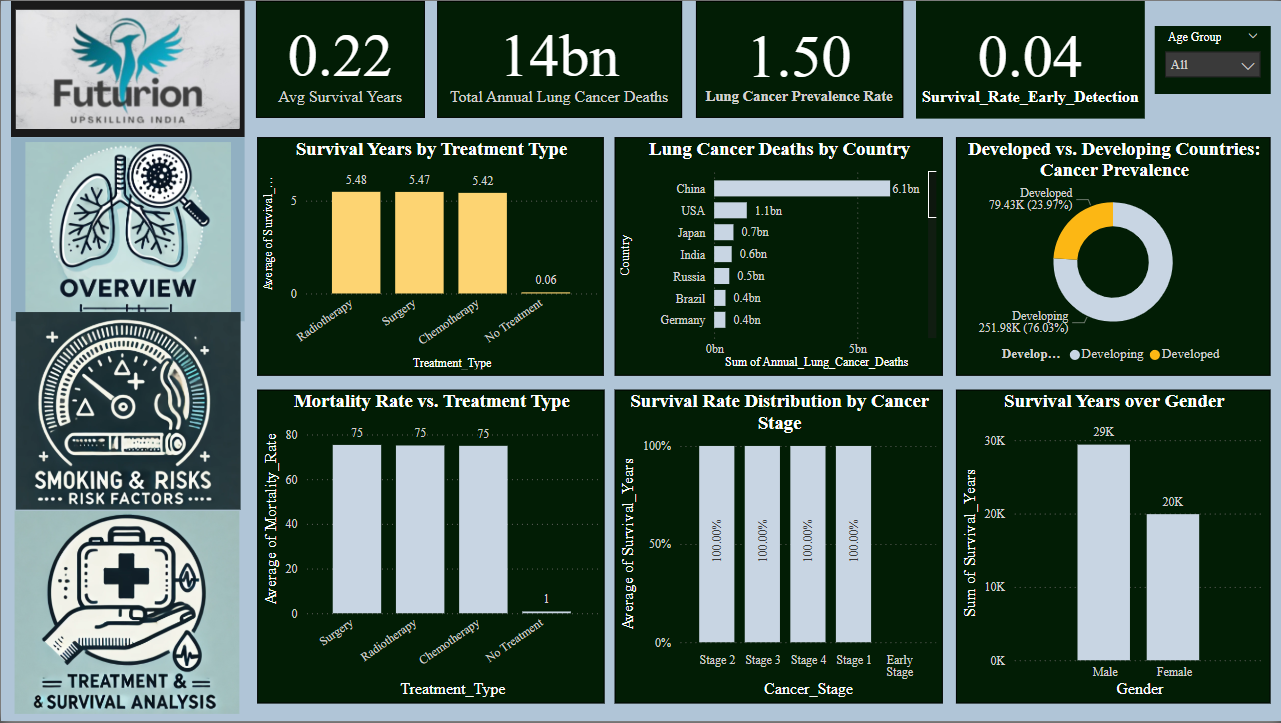 Futurion
UPSKILLING INDIA
OVERVIEW
SMOKING & RISKS
RISK FACTORS
TREATMENT &
& SURVIVAL ANALYSIS
0.22
Avg Survival Years
14bn
Total Annual Lung Cancer Deaths
1.50
Lung Cancer Prevalence Rate
0.04
Survival_Rate_Early_Detection
Age Group
All
Survival Years by Treatment Type
Average of Survival_...
5
0
5.48
5.47
5.42
0.06
Radiotherapy
Surgery
Chemotherapy
No Treatment
Treatment_Type
Lung Cancer Deaths by Country
Country
China 6.1bn
USA 1.1bn
Japan 0.7bn
India 0.6bn
Russia 0.5bn
Brazil 0.4bn
Germany 0.4bn
0bn 5bn
Sum of Annual_Lung_Cancer_Deaths
Developed vs. Developing Countries:
Cancer Prevalence
Developed
79.43K (23.97%)
Developing
251.98K (76.03%)
Develop... Developing Developed
Mortality Rate vs. Treatment Type
Average of Mortality_Rate
80
60
40
20
0
75
75
75
1
Surgery
Radiotherapy
Chemotherapy
No Treatment
Treatment_Type
Survival Rate Distribution by Cancer
Stage
Average of Survival_Years
100%
50%
0%
100.00%
100.00%
100.00%
100.00%
Stage 2 Stage 3 Stage 4 Stage 1 Early
Stage
Cancer_Stage
Survival Years over Gender
Sum of Survival_Years
30K
20K
10K
0K
29K
20K
Male Female
Gender